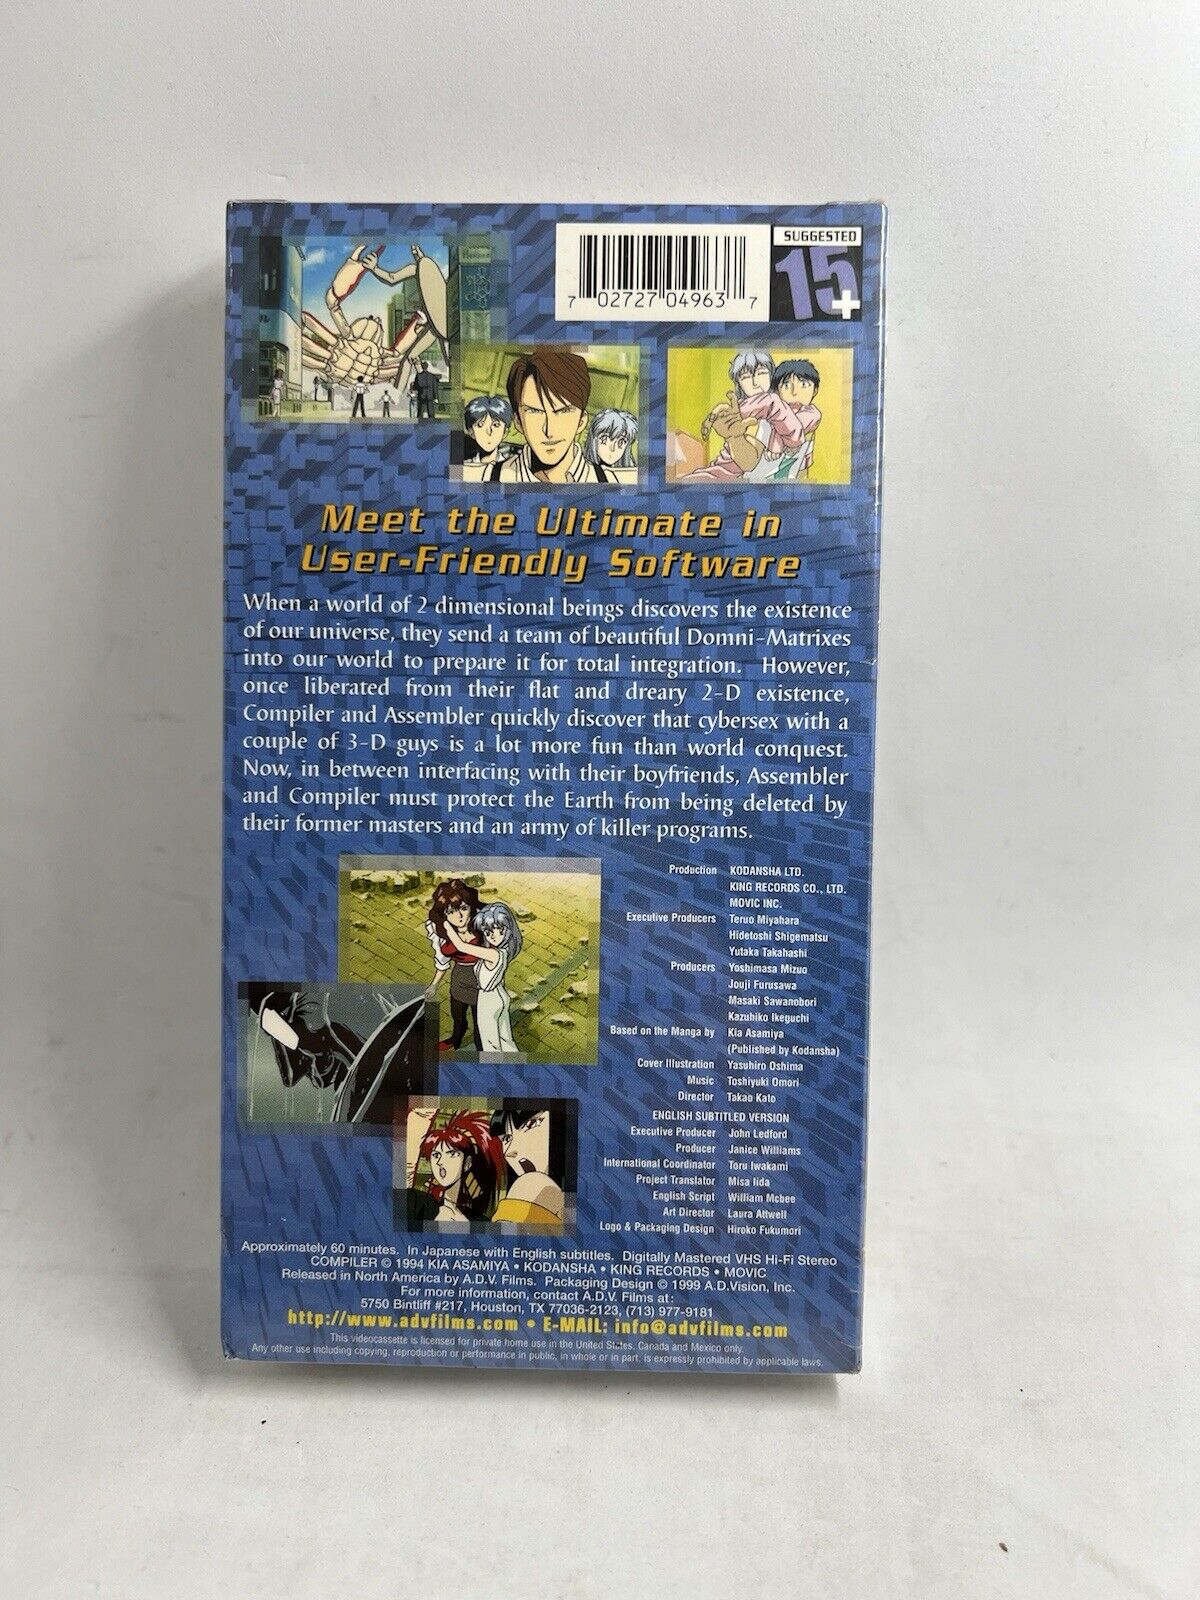 SUGGESTED
15+
7 02727 04963 7
Meet the Ultimate in
User-Friendly Software
When a world of 2 dimensional beings discovers the existence
of our universe, they send a team of beautiful Domni-Matrixes
into our world to prepare it for total integration. However,
once liberated from their flat and dreary 2-D existence,
Compiler and Assembler quickly discover that cybersex with a
couple of 3-D guys is a lot more fun than world conquest.
Now, in between interfacing with their boyfriends, Assembler
and Compiler must protect the Earth from being deleted by
their former masters and an army of killer programs.
Production KODANSHA LTD.
KING RECORDS CO., LTD.
MOVIC INC.
Executive Producers Teruo Miyahara
Hidetoshi Shigematsu
Yutaka Takahashi
Producers Yoshimasa Mizuo
Jouji Furusawa
Masaki Sawanobori
Kazuhiko Ikeguchi
Based on the Manga by Kia Asamiya
(Published by Kodansha)
Cover Illustration Yasuhiro Oshima
Music Toshiyuki Omori
Director Takao Kato
ENGLISH SUBTITLED VERSION
Executive Producer John Ledford
Producer Janice Williams
International Coordinator Toru Iwakami
Project Translator Misa Iida
English Script William Mcbee
Art Director Laura Attwell
Logo & Packaging Design Hiroko Fukumori
Approximately 60 minutes. In Japanese with English subtitles. Digitally Mastered VHS Hi-Fi Stereo
COMPILER © 1994 KIA ASAMIYA • KODANSHA • KING RECORDS • MOVIC
Released in North America by A.D.V. Films. Packaging Design © 1999 A.D.Vision, Inc.
For more information, contact A.D.V. Films at:
5750 Bintliff #217, Houston, TX 77036-2123, (713) 977-9181
http://www.advfilms.com • E-MAIL: info@advfilms.com
This videocassette is licensed for private home use in the United States, Canada and Mexico only.
Any other use including copying, reproduction or performance in public, in whole or in part, is expressly prohibited by applicable laws.